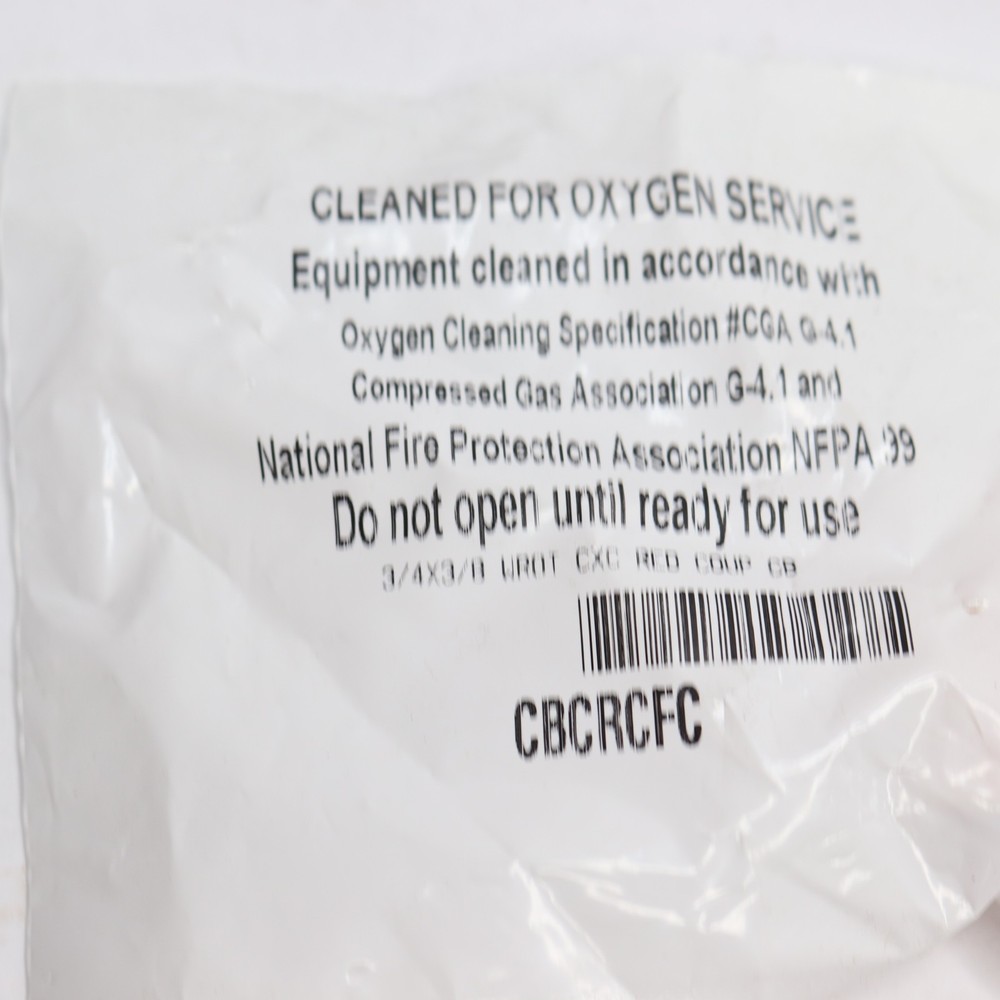 CLEANED FOR OXYGEN SERVICE
Equipment cleaned in accordance with
Oxygen Cleaning Specification #CGA G-4.1
Compressed Gas Association G-4.1 and
National Fire Protection Association NFPA 99
Do not open until ready for use
3/4X3/8 WROT CXC RED COUP CB
CBCRCFC